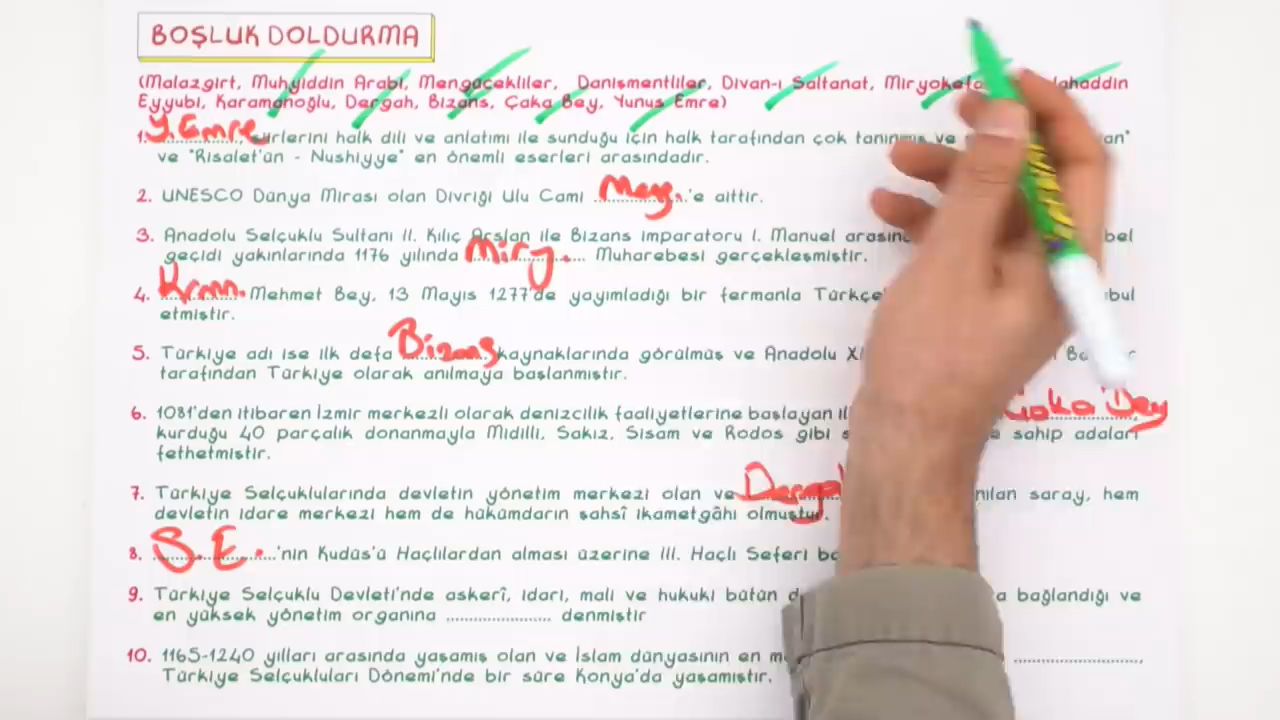 BOŞLUK DOLDURMA
(Malazgirt, Muhyiddin Arabi, Mengücekliler, Danişmentliler, Divan-ı Saltanat, Miryokefa lahaddin
Eyyubi, Karamanoğlu, Dergah, Bizans, Çaka Bey, Yunus Emre)
1. Y. Emre, şiirlerini halk dili ve anlatımı ile sunduğu için halk tarafından çok tanınmış ve an"
ve "Risalet'ün - Nushiyye" en önemli eserleri arasındadır.
2. UNESCO Dünya Mirası olan Divriği Ulu Cami Meng. 'e aittir.
3. Anadolu Selçuklu Sultanı II. Kılıç Arslan ile Bizans imparatoru I. Manuel arasın bel
geçidi yakınlarında 1176 yılında Miry. Muharebesi gerçekleşmiştir.
4. Krmn. Mehmet Bey, 13 Mayıs 1277'de yayımladığı bir fermanla Türkçe' bul
etmiştir.
5. Türkiye adı ise ilk defa Bizans kaynaklarında görülmüş ve Anadolu XI Ba r
tarafından Türkiye olarak anılmaya başlanmıştır.
6. 1081'den itibaren İzmir merkezli olarak denizcilik faaliyetlerine başlayan il Çaka Bey,
kurduğu 40 parçalık donanmayla Midilli, Sakız, Sisam ve Rodos gibi s sahip adaları
fethetmiştir.
7. Türkiye Selçuklularında devletin yönetim merkezi olan ve Dergah nılan saray, hem
devletin idare merkezi hem de hükümdarın şahsî ikametgâhı olmuştur.
8. S.E. 'nin Kudüs'ü Haçlılardan alması üzerine III. Haçlı Seferi ba
9. Türkiye Selçuklu Devleti'nde askerî, idari, mali ve hukuki bütün d a bağlandığı ve
en yüksek yönetim organına .................... denmiştir
10. 1165-1240 yılları arasında yaşamış olan ve İslam dünyasının en m ....................,
Türkiye Selçukluları Dönemi'nde bir süre Konya'da yaşamıştır.